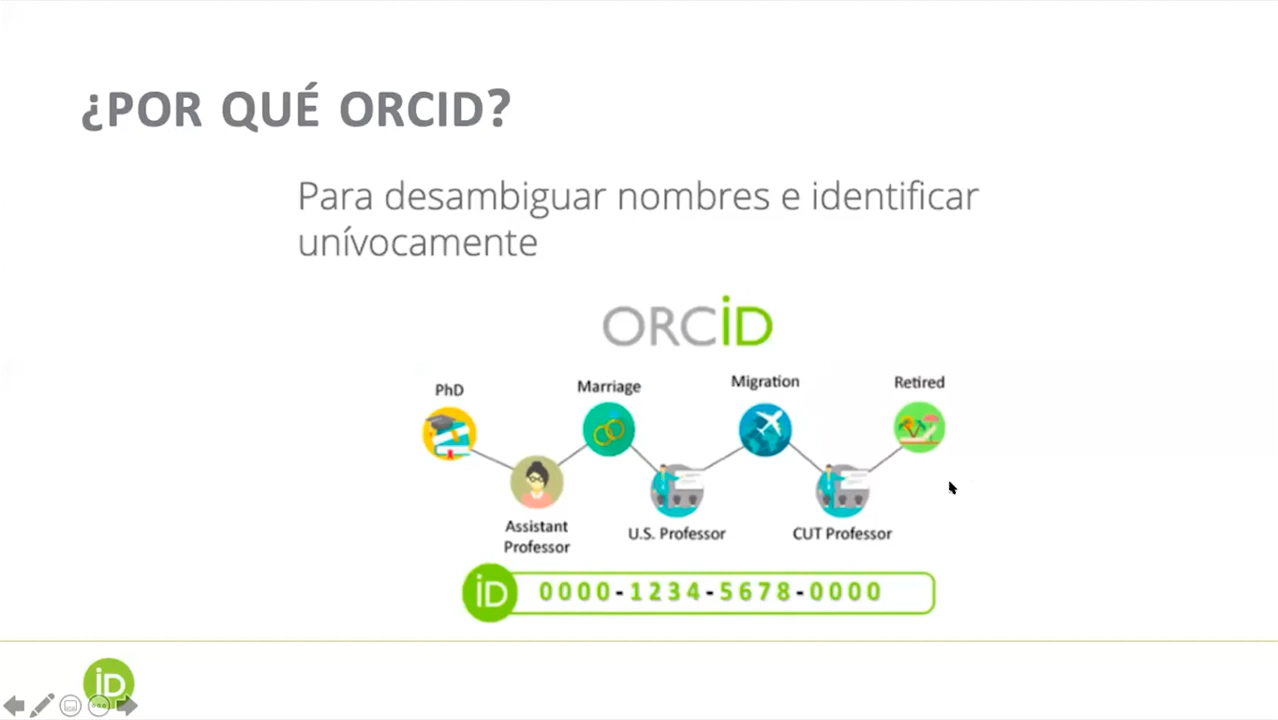 ¿POR QUÉ ORCID?
Para desambiguar nombres e identificar
unívocamente
ORCiD
PhD
Marriage
Migration
Retired
Assistant
Professor
U.S. Professor
CUT Professor
iD 0000-1234-5678-0000
iD